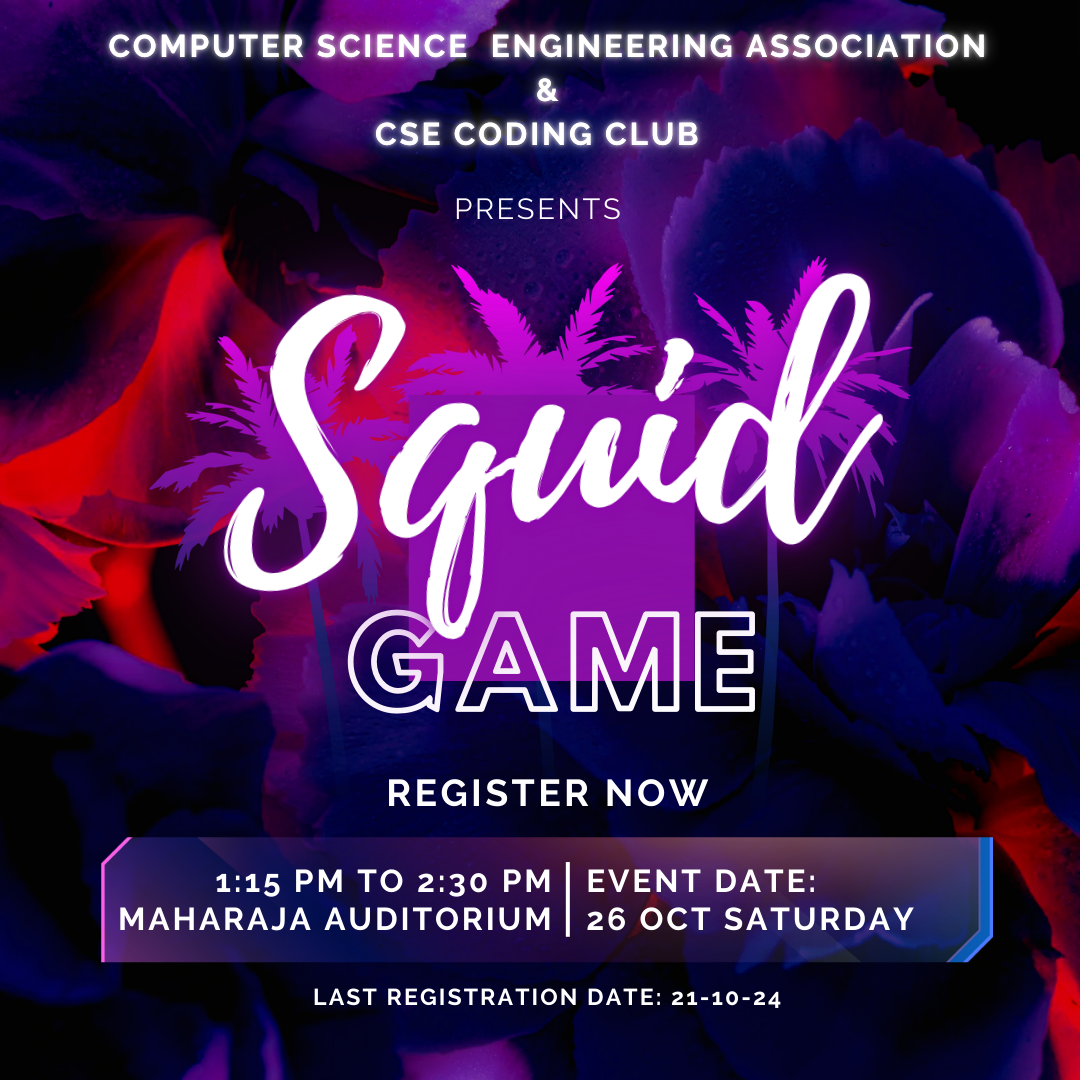 COMPUTER SCIENCE ENGINEERING ASSOCIATION
&
CSE CODING CLUB
PRESENTS
Squid
GAME
REGISTER NOW
1:15 PM TO 2:30 PM
MAHARAJA AUDITORIUM
EVENT DATE:
26 OCT SATURDAY
LAST REGISTRATION DATE: 21-10-24